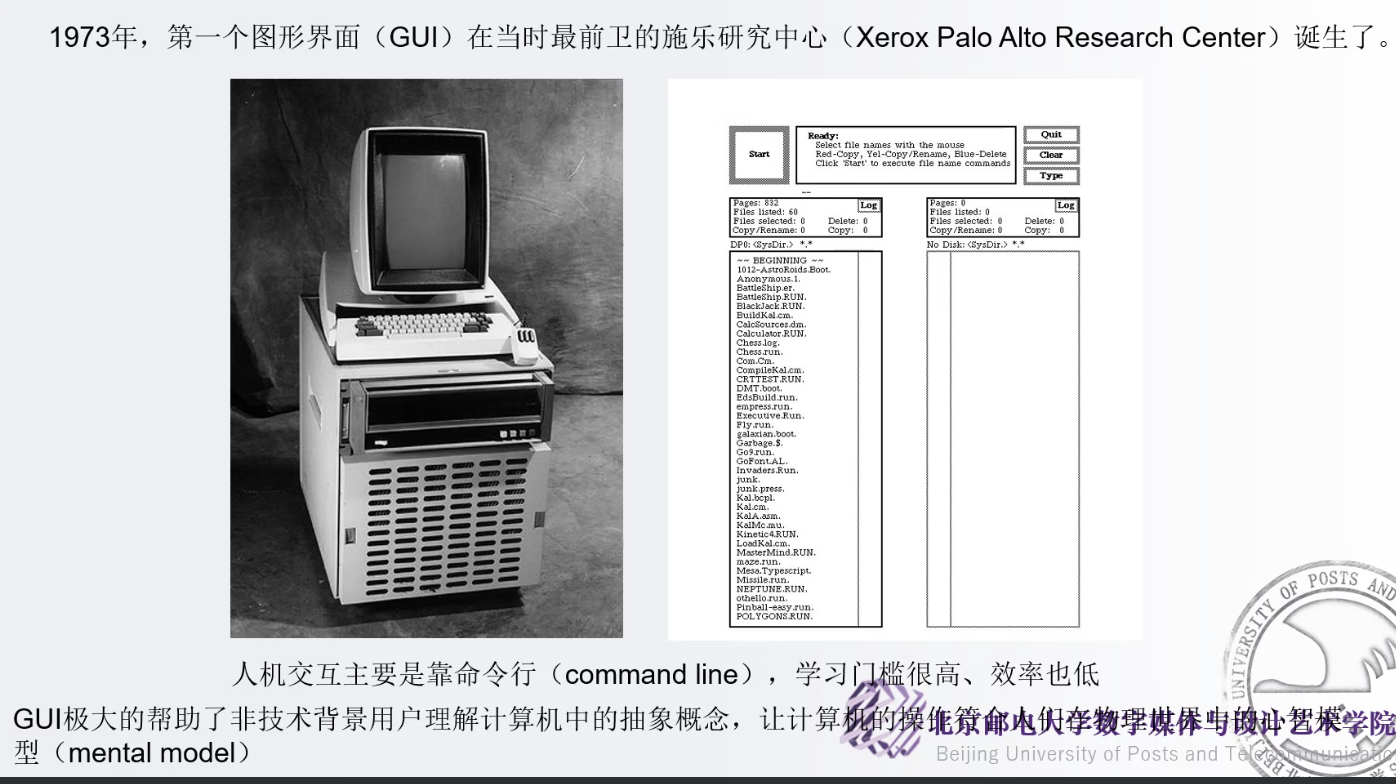 1973年，第一个图形界面（GUI）在当时最前卫的施乐研究中心（Xerox Palo Alto Research Center）诞生了。
Start
Ready:
Select file names with the mouse
Red-Copy, Yel-Copy/Rename, Blue-Delete
Click 'Start' to execute file name commands
Quit
Clear
Type
~~
Pages: 832
Log
Files listed: 60
Files selected: 0 Delete: 0
Copy/Rename: 0 Copy: 0
DP0: <SysDir.> *.*
~~ BEGINNING ~~
1012-AstroRoids.Boot.
Anonymous.1.
BattleShip.er.
BattleShip.RUN.
BlackJack.RUN.
BuildKal.cm.
CalcSources.dm.
Calculator.RUN.
Chess.log.
Chess.run.
Com.Cm.
CompileKal.cm.
CRTTEST.RUN.
DMT.boot.
EdsBuild.run.
empress.run.
Executive.Run.
Fly.run.
galaxian.boot.
Garbage.$.
Go9.run.
GoFont.AL.
Invaders.Run.
junk.
junk.press.
Kal.bcpl.
Kal.cm.
KalA.asm.
KalMc.mu.
Kinetic4.RUN.
LoadKal.cm.
MasterMind.RUN.
maze.run.
Mesa.Typescript.
Missile.run.
NEPTUNE.RUN.
othello.run.
Pinball-easy.run.
POLYGONS.RUN.
Pages: 0
Log
Files listed: 0
Files selected: 0 Delete: 0
Copy/Rename: 0 Copy: 0
No Disk: <SysDir.> *.*
人机交互主要是靠命令行（command line），学习门槛很高、效率也低
GUI极大的帮助了非技术背景用户理解计算机中的抽象概念，让计算机的操作符合人们在物理世界上的心智模
型（mental model）
北京邮电大学数字媒体与设计艺术学院
Beijing University of Posts and Telecommunicatio
UNIVERSITY OF POSTS AND